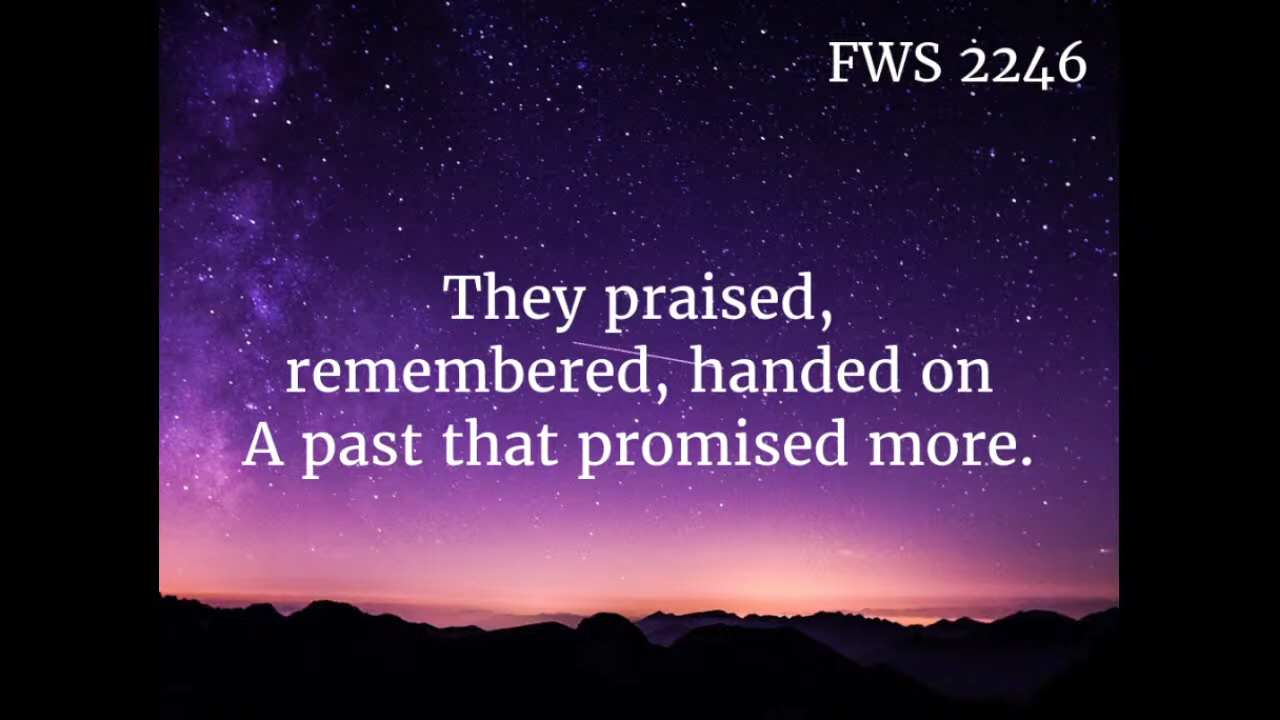 FWS 2246
They praised,
remembered, handed on
A past that promised more.